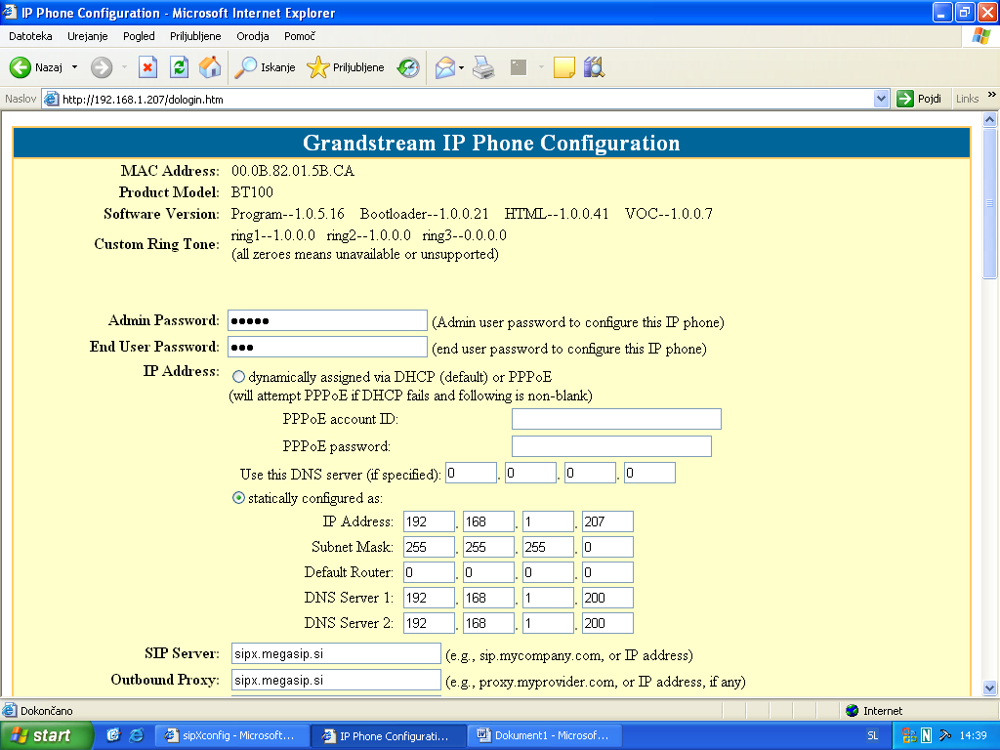 IP Phone Configuration - Microsoft Internet Explorer
Datoteka Urejanje Pogled Priljubljene Orodja Pomoč
Nazaj Iskanje Priljubljene
Naslov http://192.168.1.207/dologin.htm Pojdi Links »
Grandstream IP Phone Configuration
MAC Address: 00.0B.82.01.5B.CA
Product Model: BT100
Software Version: Program--1.0.5.16 Bootloader--1.0.0.21 HTML--1.0.0.41 VOC--1.0.0.7
Custom Ring Tone: ring1--1.0.0.0 ring2--1.0.0.0 ring3--0.0.0.0
(all zeroes means unavailable or unsupported)
Admin Password: ●●●●● (Admin user password to configure this IP phone)
End User Password: ●●● (end user password to configure this IP phone)
IP Address: dynamically assigned via DHCP (default) or PPPoE
(will attempt PPPoE if DHCP fails and following is non-blank)
PPPoE account ID:
PPPoE password:
Use this DNS server (if specified): 0 . 0 . 0 . 0
statically configured as:
IP Address: 192 . 168 . 1 . 207
Subnet Mask: 255 . 255 . 255 . 0
Default Router: 0 . 0 . 0 . 0
DNS Server 1: 192 . 168 . 1 . 200
DNS Server 2: 192 . 168 . 1 . 200
SIP Server: sipx.megasip.si (e.g., sip.mycompany.com, or IP address)
Outbound Proxy: sipx.megasip.si (e.g., proxy.myprovider.com, or IP address, if any)
Dokončano Internet
start sipXconfig - Microsoft... IP Phone Configurati... Dokument1 - Microsof... SL N 14:39